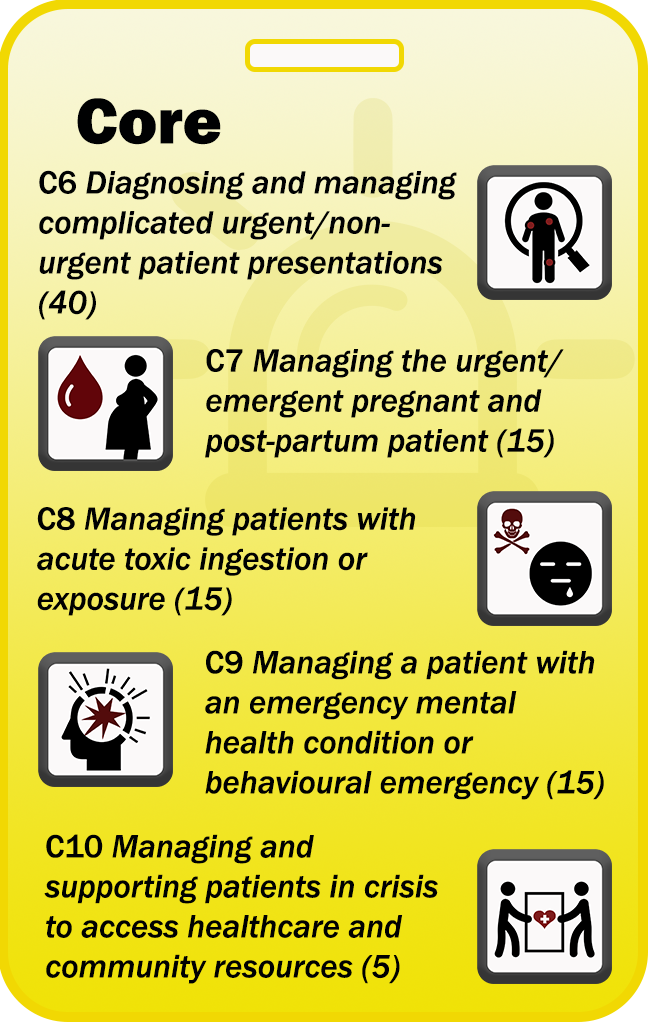 Core
C6 Diagnosing and managing
complicated urgent/non-
urgent patient presentations
(40)
C7 Managing the urgent/
emergent pregnant and
post-partum patient (15)
C8 Managing patients with
acute toxic ingestion or
exposure (15)
C9 Managing a patient with
an emergency mental
health condition or
behavioural emergency (15)
C10 Managing and
supporting patients in crisis
to access healthcare and
community resources (5)